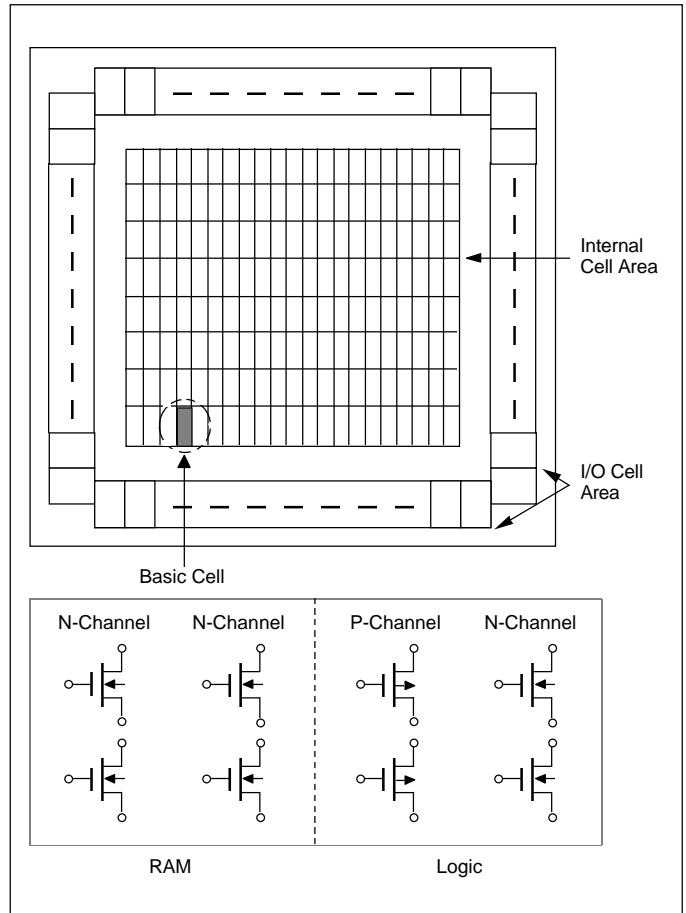 Internal
Cell Area
I/O Cell
Area
Basic Cell
N-Channel N-Channel P-Channel N-Channel
RAM Logic